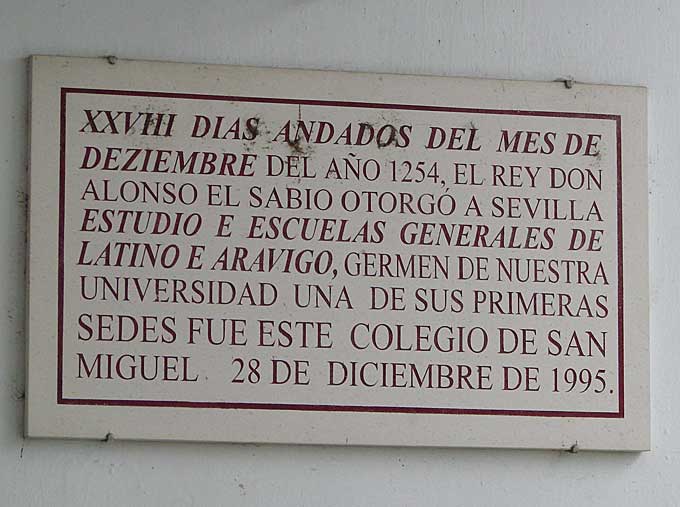 XXVIII DIAS ANDADOS DEL MES DE
DEZIEMBRE DEL AÑO 1254, EL REY DON
ALONSO EL SABIO OTORGÓ A SEVILLA
ESTUDIO E ESCUELAS GENERALES DE
LATINO E ARAVIGO, GERMEN DE NUESTRA
UNIVERSIDAD UNA DE SUS PRIMERAS
SEDES FUE ESTE COLEGIO DE SAN
MIGUEL 28 DE DICIEMBRE DE 1995.